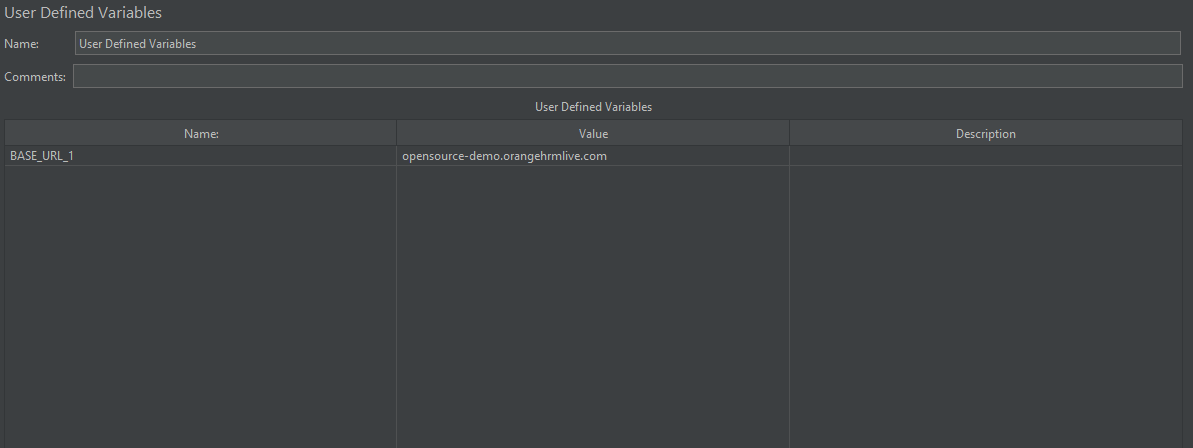 User Defined Variables
Name: User Defined Variables
Comments:
User Defined Variables
Name: Value Description
BASE_URL_1 opensource-demo.orangehrmlive.com